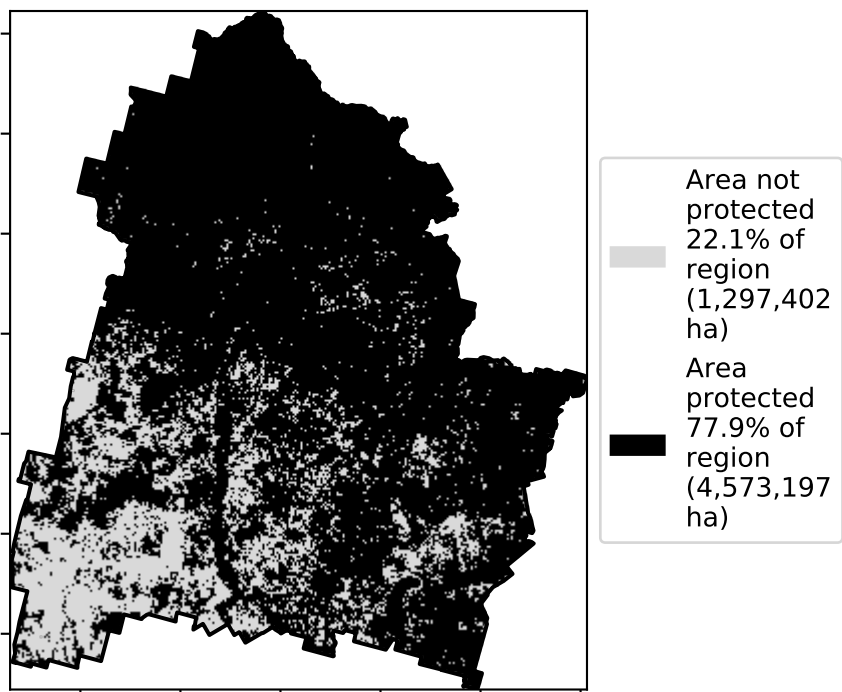 Area not
protected
22.1% of
region
(1,297,402
ha)
Area
protected
77.9% of
region
(4,573,197
ha)